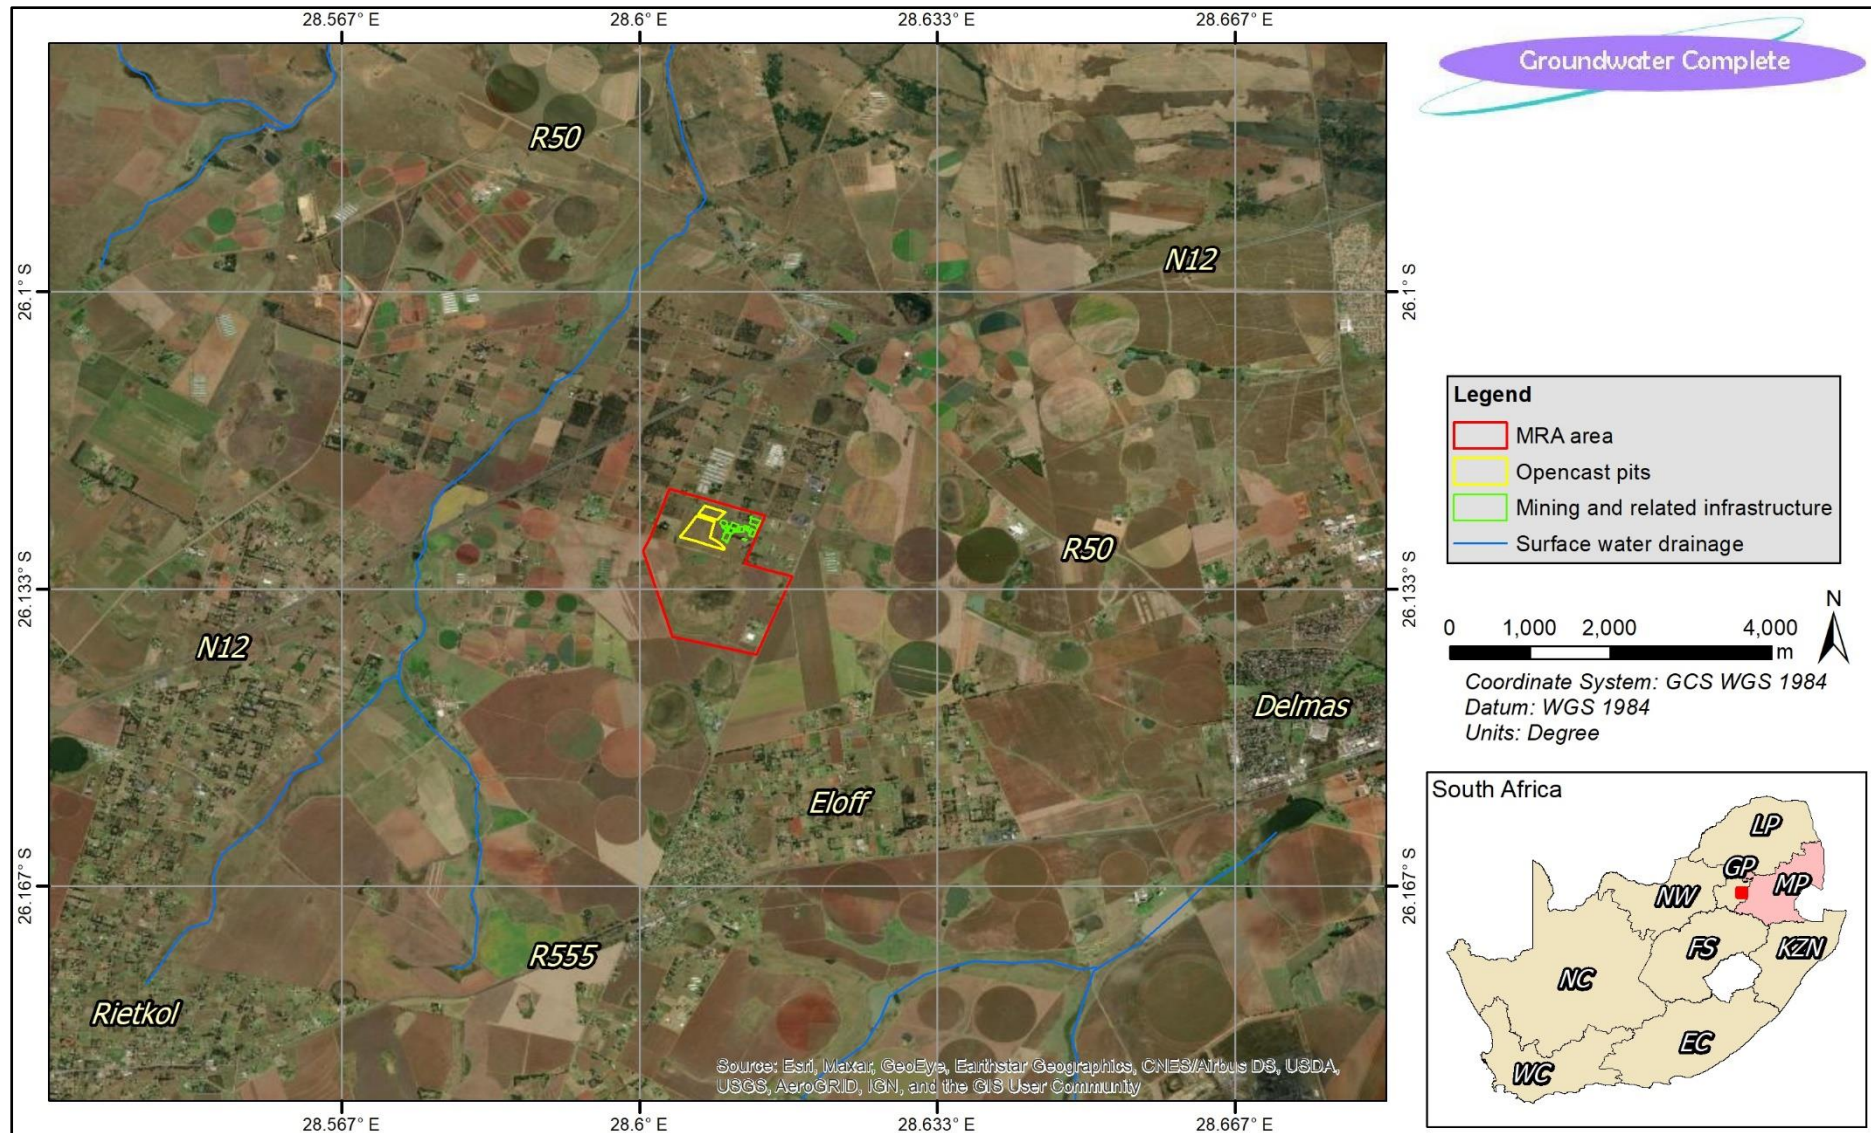 28.567° E
28.6° E
28.633° E
28.667° E
Groundwater Complete
R50
N12
26.1° S
26.1° S
Legend
MRA area
Opencast pits
Mining and related infrastructure
Surface water drainage
R50
26.133° S
26.133° S
N12
N
0 1,000 2,000 4,000
m
Coordinate System: GCS WGS 1984
Datum: WGS 1984
Units: Degree
Delmas
Eloff
South Africa
LP
GP
MP
NW
26.167° S
26.167° S
FS
KZN
R555
NC
Rietkol
EC
WC
Source: Esri, Maxar, GeoEye, Earthstar Geographics, CNES/Airbus DS, USDA,
USGS, AeroGRID, IGN, and the GIS User Community
28.567° E
28.6° E
28.633° E
28.667° E